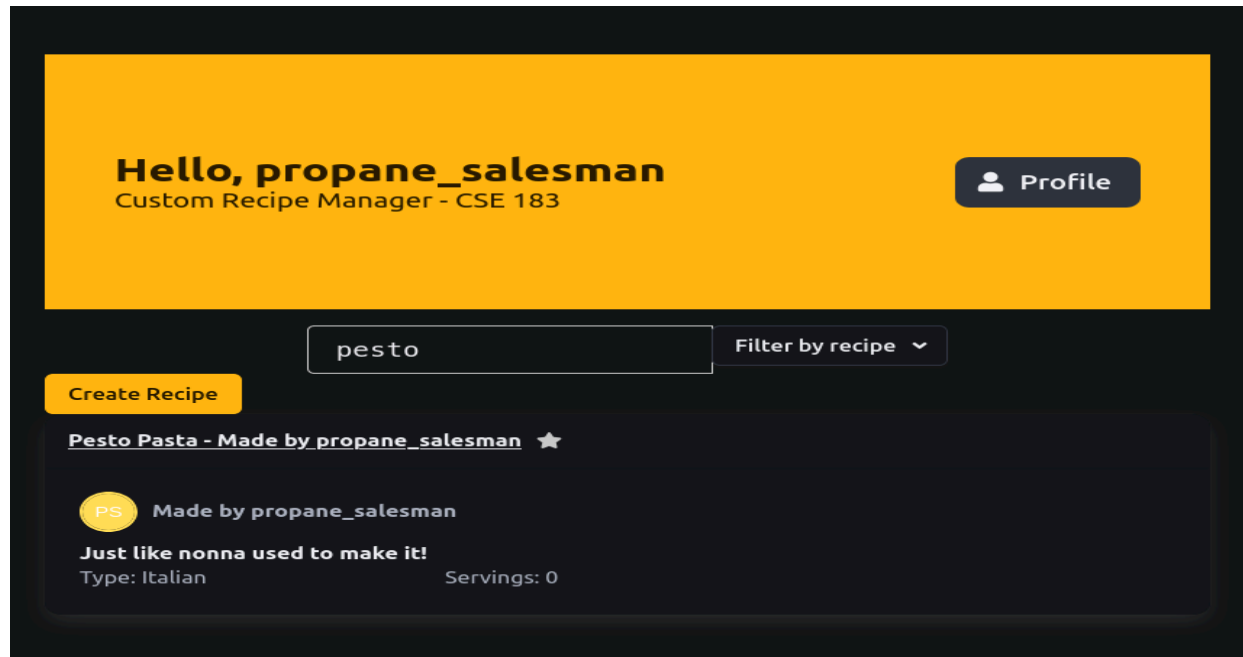 Hello, propane_salesman
Custom Recipe Manager - CSE 183
Profile
pesto
Filter by recipe
Create Recipe
Pesto Pasta - Made by propane_salesman
PS
Made by propane_salesman
Just like nonna used to make it!
Type: Italian
Servings: 0